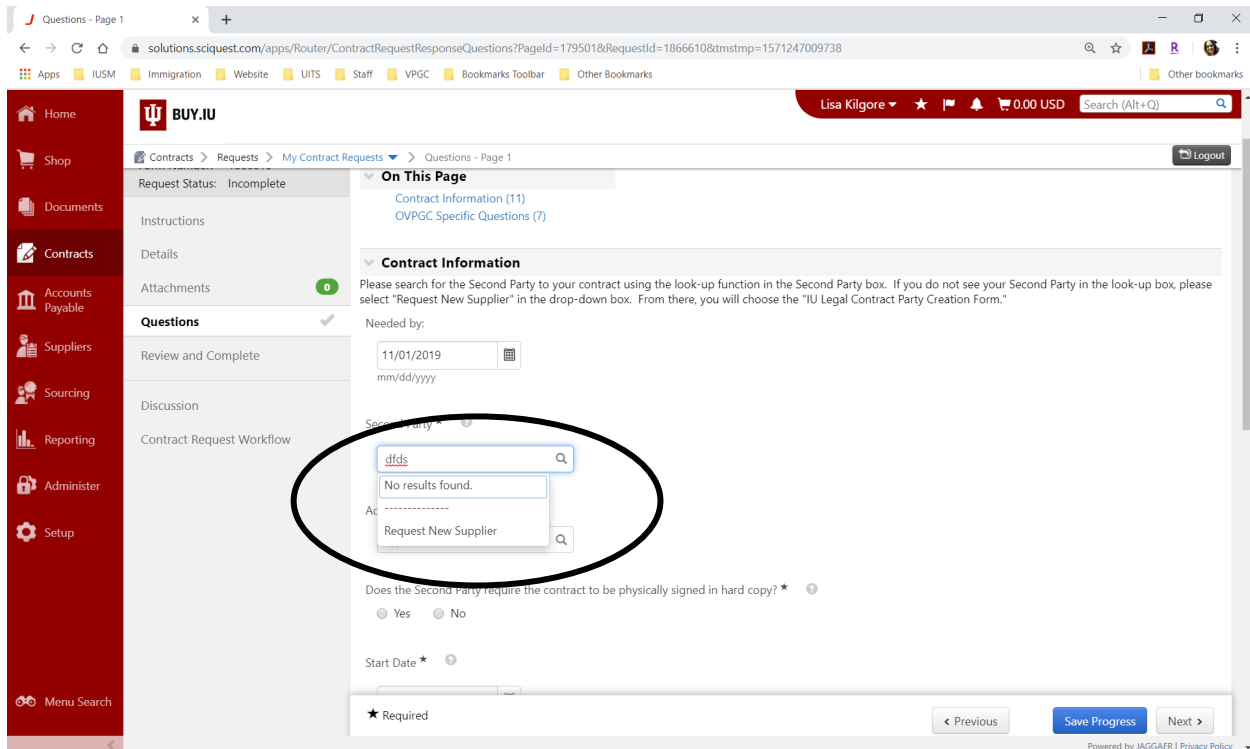 Questions - Page 1
solutions.sciquest.com/apps/Router/ContractRequestResponseQuestions?PageId=179501&RequestId=1866610&tmstmp=1571247009738
Apps IUSM Immigration Website UITS Staff VPGC Bookmarks Toolbar Other Bookmarks Other bookmarks
Home
Shop
Documents
Contracts
Accounts
Payable
Suppliers
Sourcing
Reporting
Administer
Setup
Menu Search
BUY.IU
Lisa Kilgore 0.00 USD Search (Alt+Q)
Contracts > Requests > My Contract Requests > Questions - Page 1 Logout
Request Status: Incomplete
Instructions
Details
Attachments 0
Questions
Review and Complete
Discussion
Contract Request Workflow
On This Page
Contract Information (11)
OVPGC Specific Questions (7)
Contract Information
Please search for the Second Party to your contract using the look-up function in the Second Party box. If you do not see your Second Party in the look-up box, please
select "Request New Supplier" in the drop-down box. From there, you will choose the "IU Legal Contract Party Creation Form."
Needed by:
11/01/2019
mm/dd/yyyy
Second Party ★
dfds
No results found.
--------------
Request New Supplier
Does the Second Party require the contract to be physically signed in hard copy? ★
Yes No
Start Date ★
★ Required
< Previous Save Progress Next >
Powered by JAGGAER | Privacy Policy